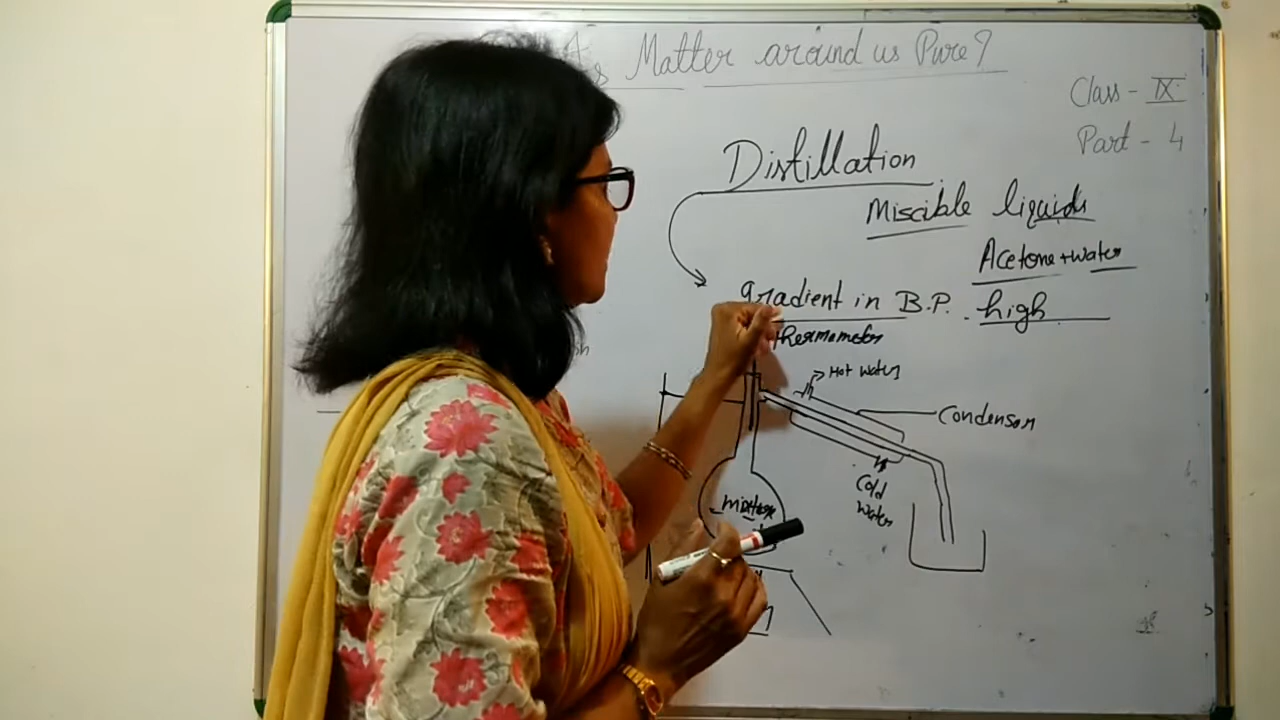 Is Matter around us Pure?
Class - IX
Part - 4
Distillation
Miscible liquids
Acetone + water
gradient in B.P. high
thermometer
Hot water
Condensor
mixture
Cold
water